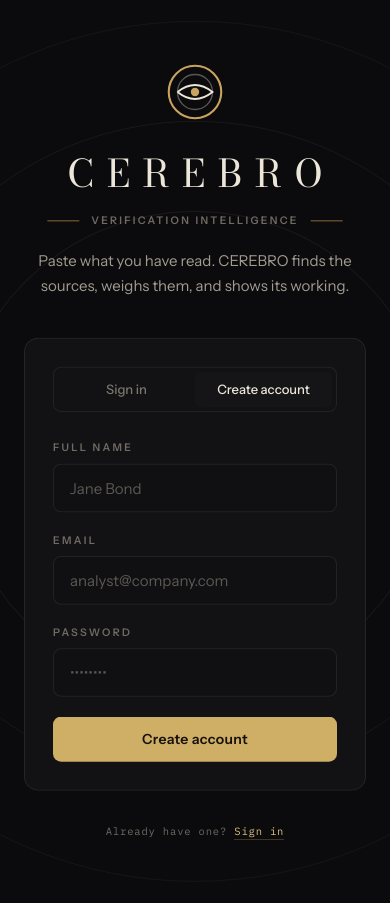 CEREBRO
VERIFICATION INTELLIGENCE
Paste what you have read. CEREBRO finds the
sources, weighs them, and shows its working.
Sign in
Create account
FULL NAME
Jane Bond
EMAIL
analyst@company.com
PASSWORD
••••••••
Create account
Already have one? Sign in